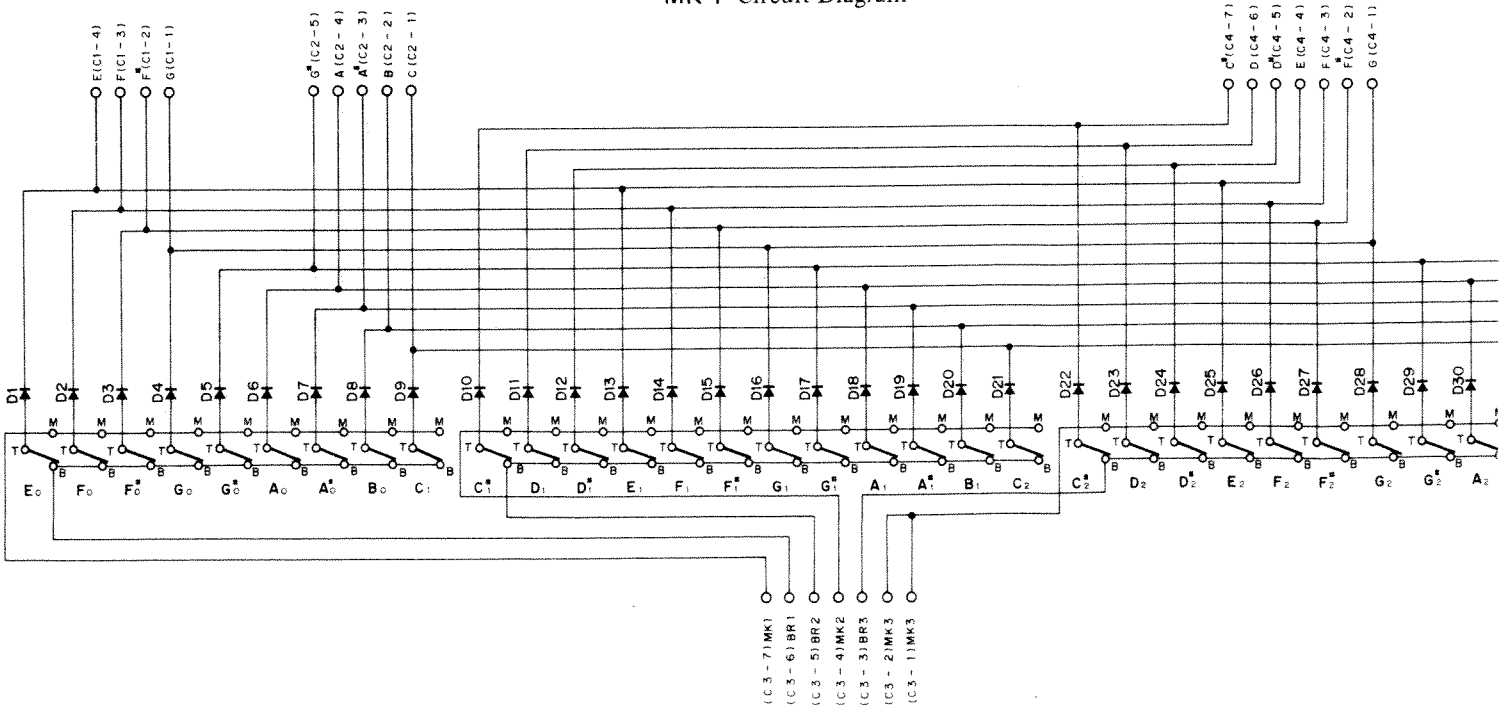 MK-1 Circuit Diagram
E(C1-4)
F(C1-3)
F#(C1-2)
G(C1-1)
G#(C2-5)
A(C2-4)
A#(C2-3)
B(C2-2)
C(C2-1)
C#(C4-7)
D(C4-6)
D#(C4-5)
E(C4-4)
F(C4-3)
F#(C4-2)
G(C4-1)
D1 D2 D3 D4 D5 D6 D7 D8 D9 D10 D11 D12 D13 D14 D15 D16 D17 D18 D19 D20 D21 D22 D23 D24 D25 D26 D27 D28 D29 D30
M M M M M M M M M M M M M M M M M M M M M M M M M M M M M M
T T T T T T T T T T T T T T T T T T T T T T T T T T T T T T
B B B B B B B B B B B B B B B B B B B B B B B B B B B B B
E0 F0 F#0 G0 G#0 A0 A#0 B0 C1 C#1 D1 D#1 E1 F1 F#1 G1 G#1 A1 A#1 B1 C2 C#2 D2 D#2 E2 F2 F#2 G2 G#2 A2
(C3-7)MK1
(C3-6)BR1
(C3-5)BR2
(C3-4)MK2
(C3-3)BR3
(C3-2)MK3
(C3-1)MK3